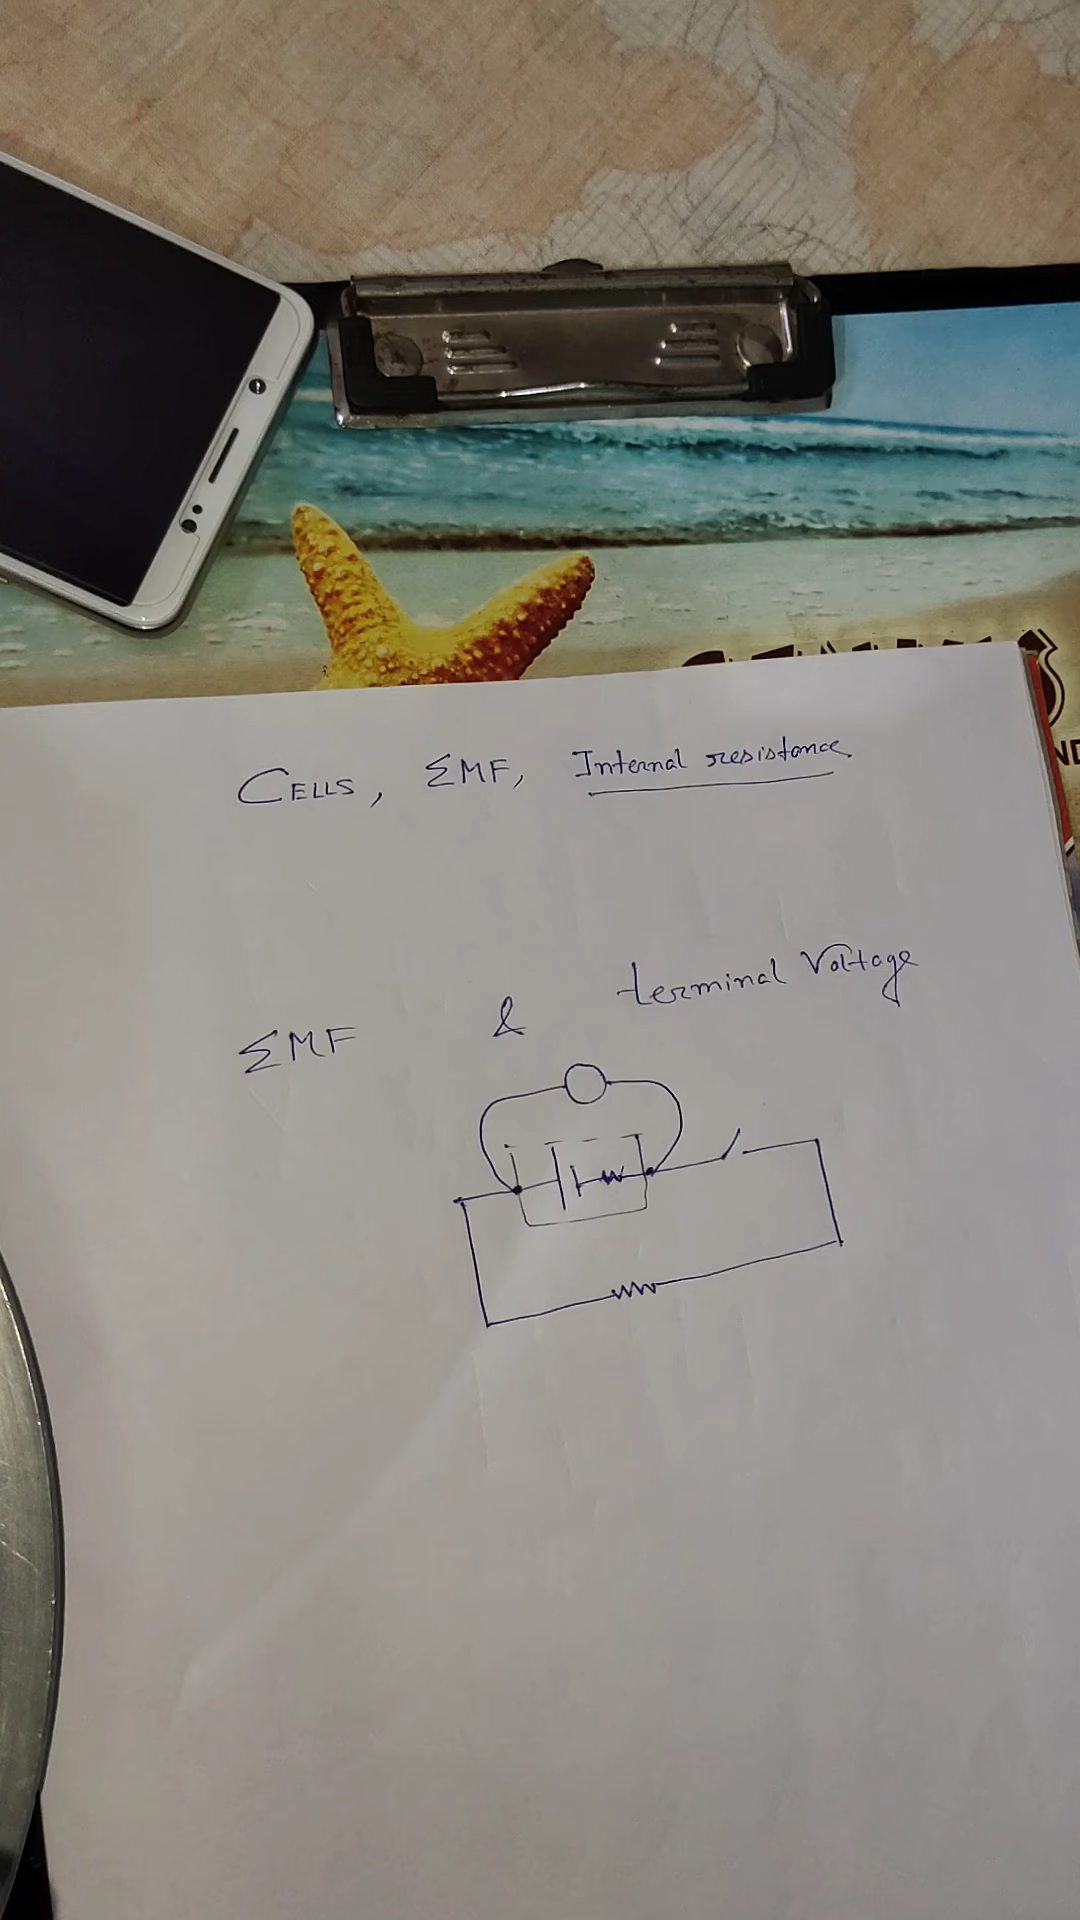 CELLS, EMF, Internal resistance
EMF & terminal Voltage